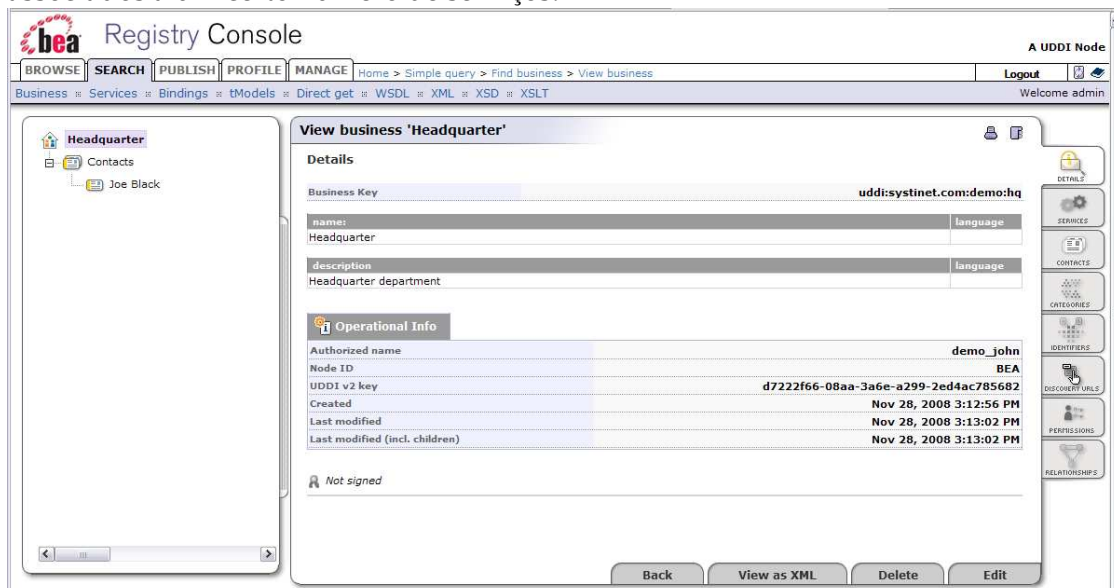 bea Registry Console
A UDDI Node
BROWSE SEARCH PUBLISH PROFILE MANAGE Home > Simple query > Find business > View business Logout
Business Services Bindings tModels Direct get WSDL XML XSD XSLT Welcome admin
Headquarter
Contacts
Joe Black
View business 'Headquarter'
Details
Business Key uddi:systinet.com:demo:hq
name: language
Headquarter
description language
Headquarter department
Operational Info
Authorized name demo_john
Node ID BEA
UDDI v2 key d7222f66-08aa-3a6e-a299-2ed4ac785682
Created Nov 28, 2008 3:12:56 PM
Last modified Nov 28, 2008 3:13:02 PM
Last modified (incl. children) Nov 28, 2008 3:13:02 PM
Not signed
Back View as XML Delete Edit
DETAILS
SERVICES
CONTACTS
CATEGORIES
IDENTIFIERS
DISCOVERY URLS
PERMISSIONS
RELATIONSHIPS